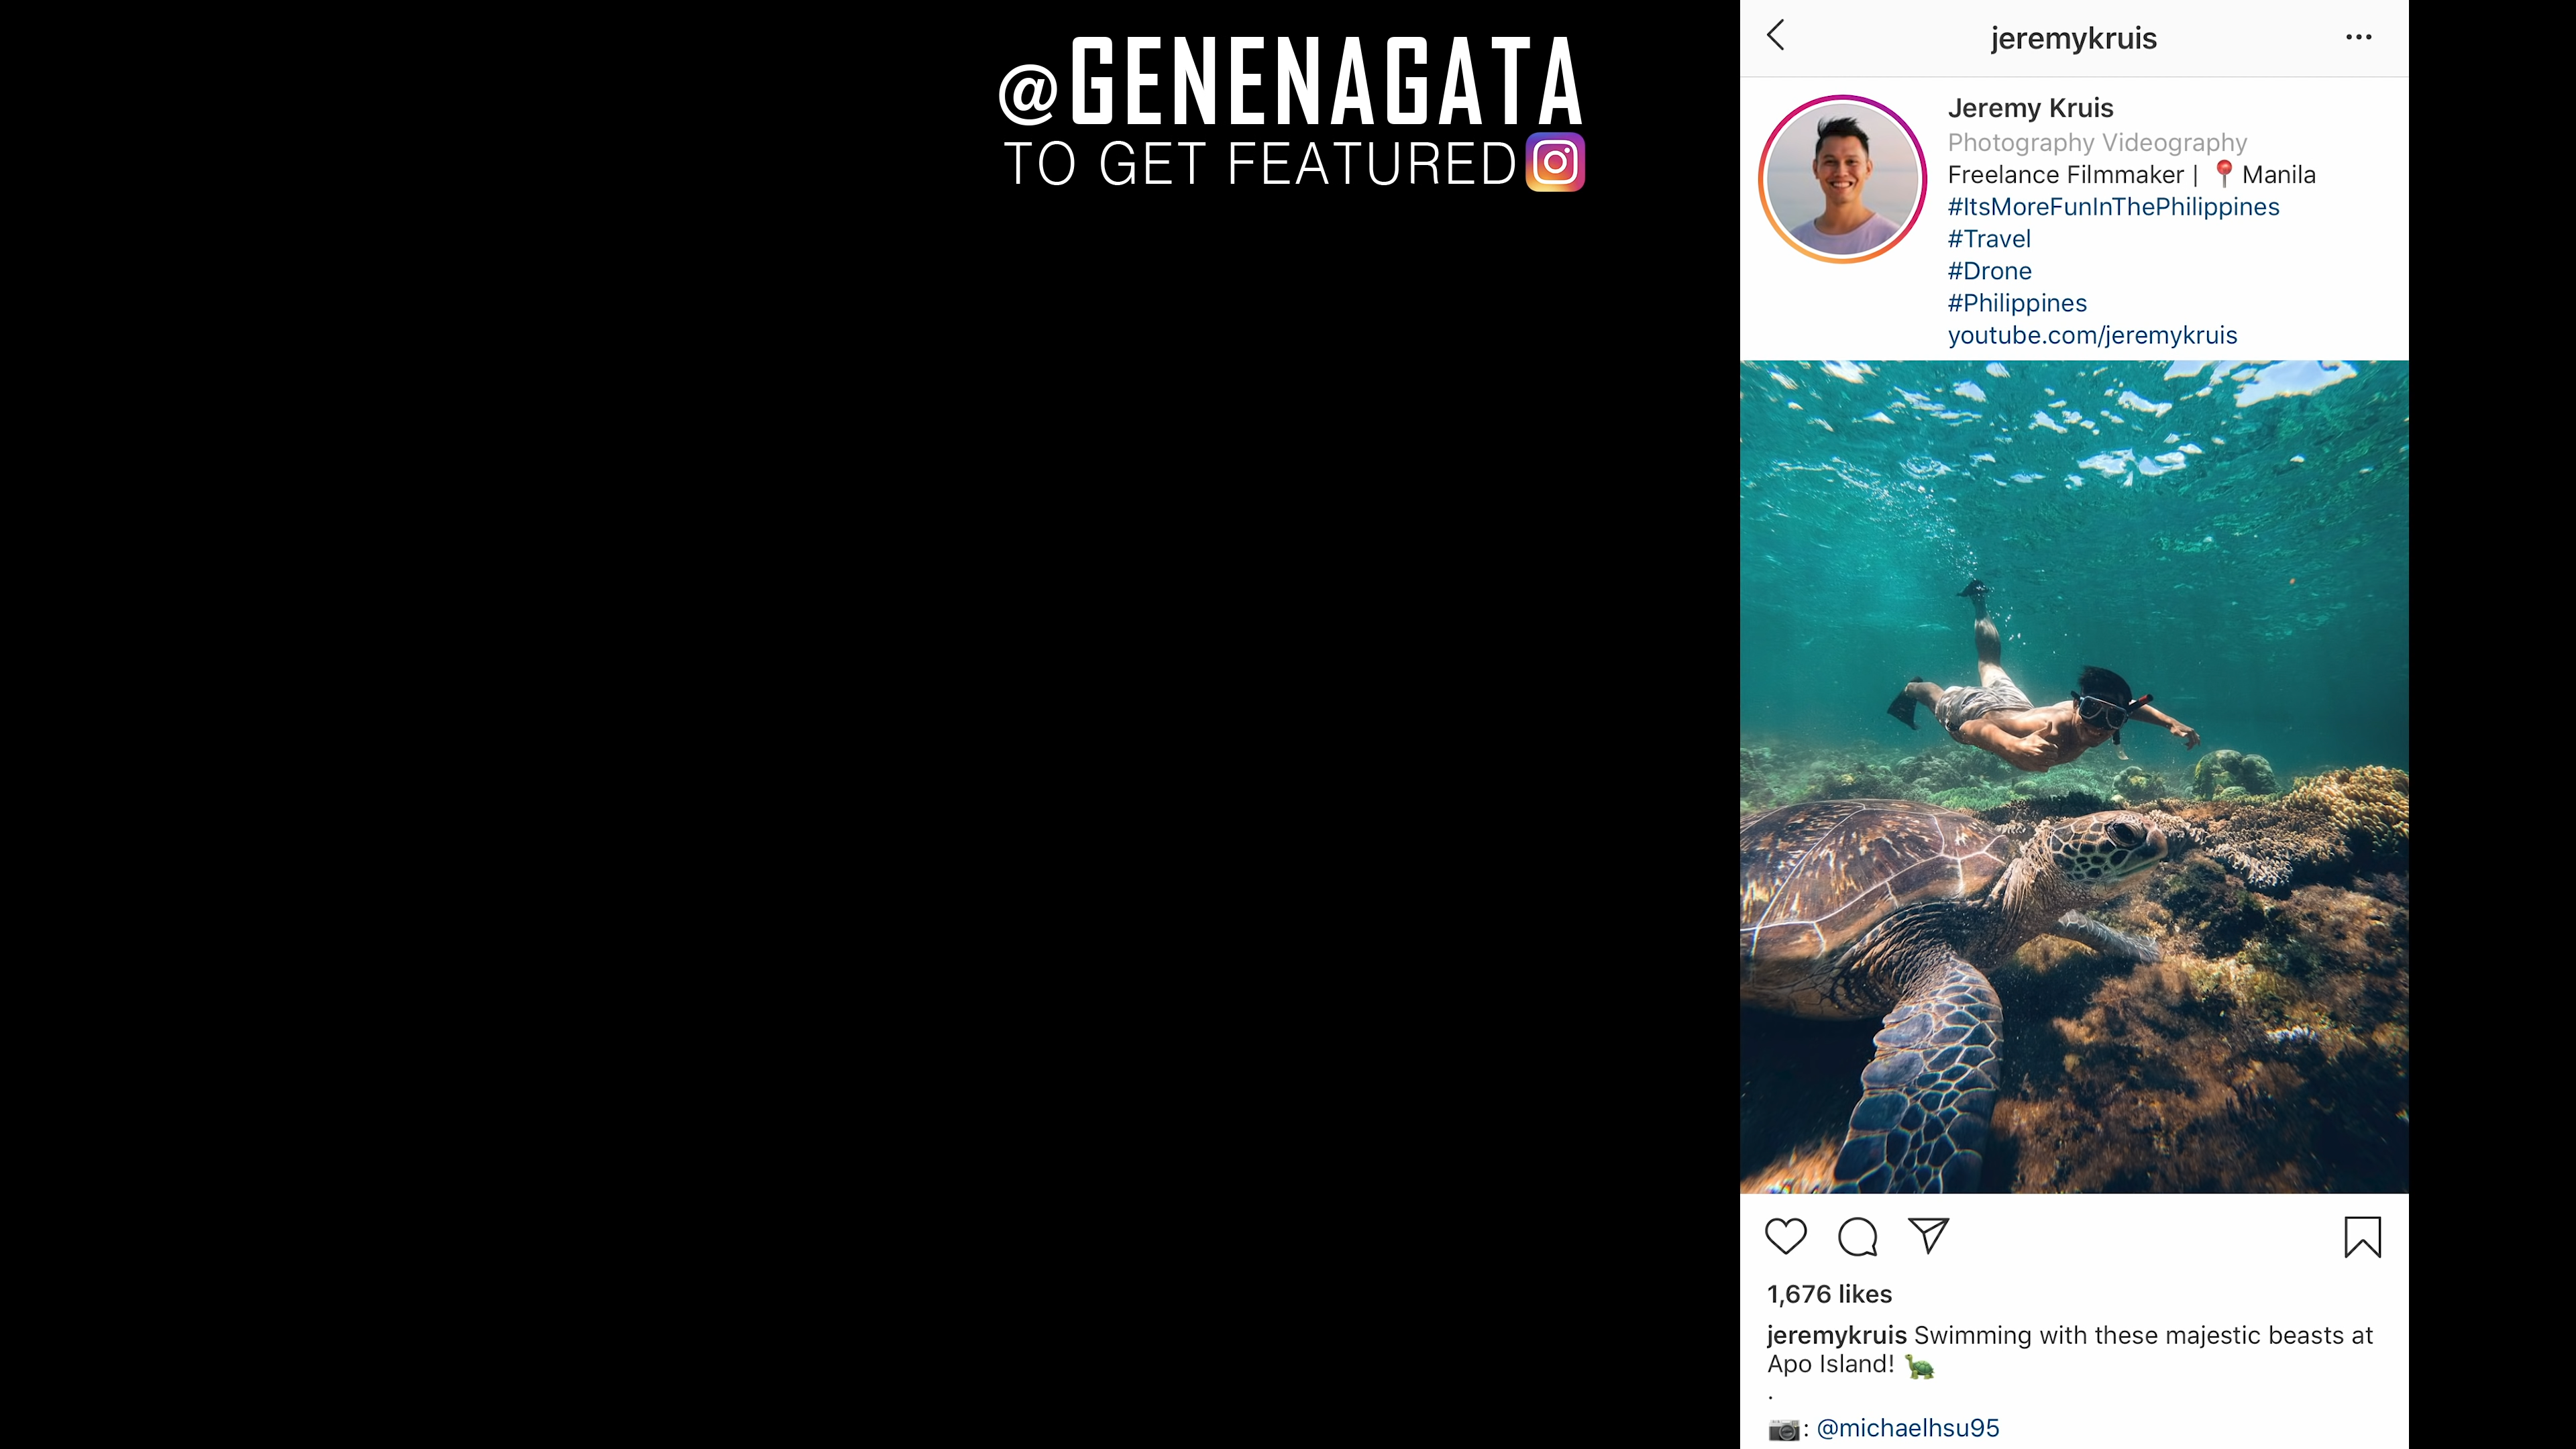 @GENENAGATA
TO GET FEATURED
jeremykruis
Jeremy Kruis
Photography Videography
Freelance Filmmaker | 📍 Manila
#ItsMoreFunInThePhilippines
#Travel
#Drone
#Philippines
youtube.com/jeremykruis
1,676 likes
jeremykruis Swimming with these majestic beasts at
Apo Island! 🐢
.
📷: @michaelhsu95